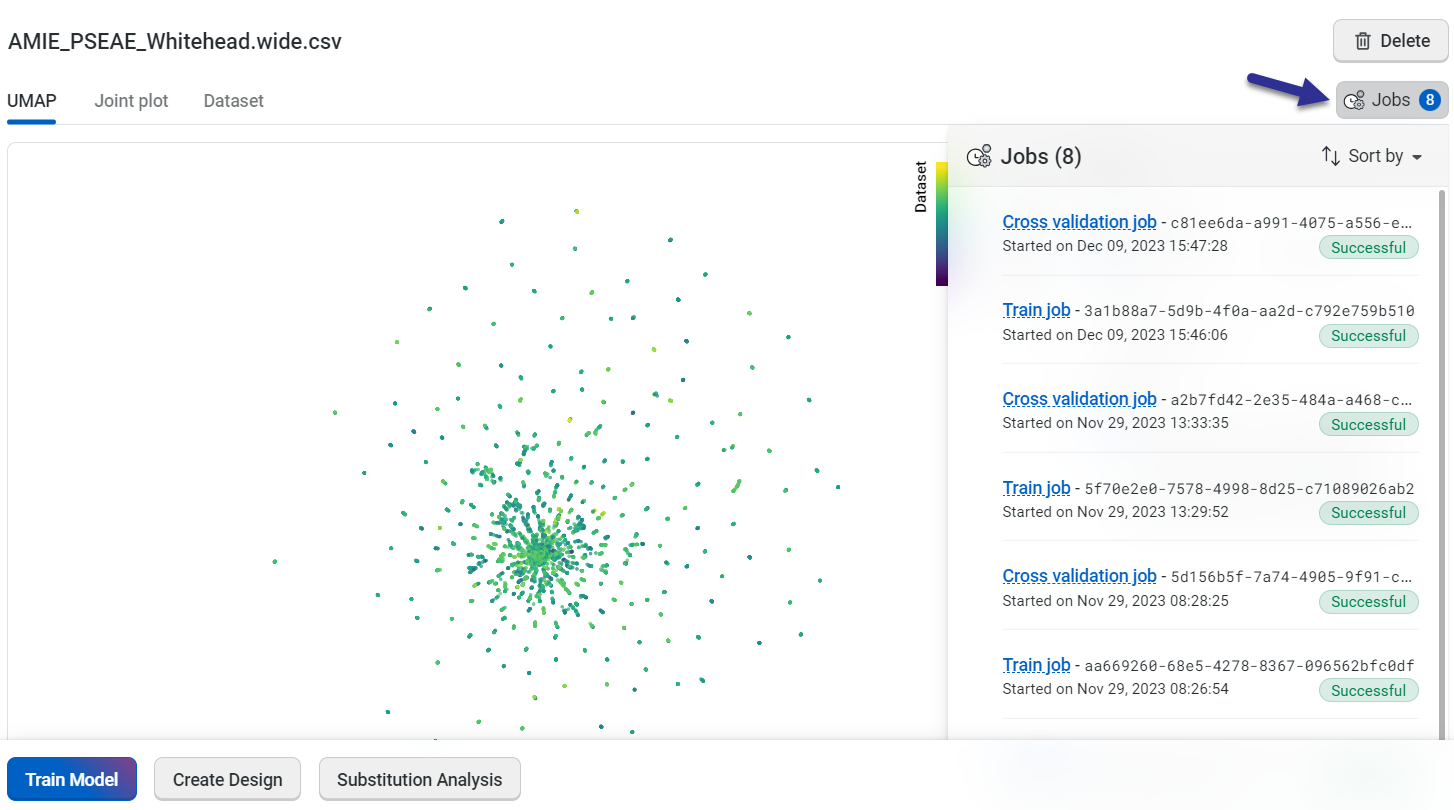 AMIE_PSEAE_Whitehead.wide.csv
Delete
UMAP Joint plot Dataset
Jobs 8
Dataset
Jobs (8)
Sort by
Cross validation job - c81ee6da-a991-4075-a556-e…
Started on Dec 09, 2023 15:47:28
Successful
Train job - 3a1b88a7-5d9b-4f0a-aa2d-c792e759b510
Started on Dec 09, 2023 15:46:06
Successful
Cross validation job - a2b7fd42-2e35-484a-a468-c…
Started on Nov 29, 2023 13:33:35
Successful
Train job - 5f70e2e0-7578-4998-8d25-c71089026ab2
Started on Nov 29, 2023 13:29:52
Successful
Cross validation job - 5d156b5f-7a74-4905-9f91-c…
Started on Nov 29, 2023 08:28:25
Successful
Train job - aa669260-68e5-4278-8367-096562bfc0df
Started on Nov 29, 2023 08:26:54
Successful
Train Model Create Design Substitution Analysis